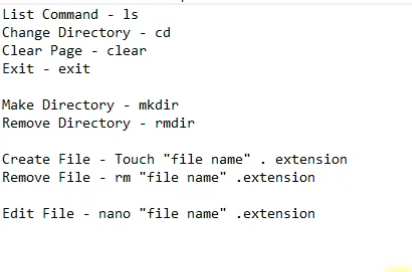 List Command - ls
Change Directory - cd
Clear Page - clear
Exit - exit
Make Directory - mkdir
Remove Directory - rmdir
Create File - Touch "file name" . extension
Remove File - rm "file name" .extension
Edit File - nano "file name" .extension